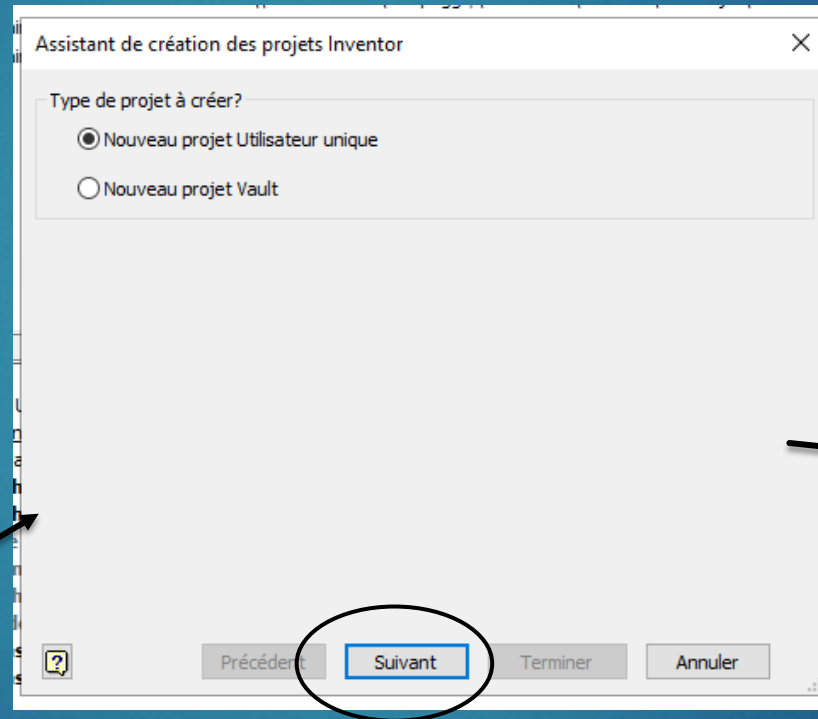 Assistant de création des projets Inventor
Type de projet à créer?
Nouveau projet Utilisateur unique
Nouveau projet Vault
Précédent
Suivant
Terminer
Annuler